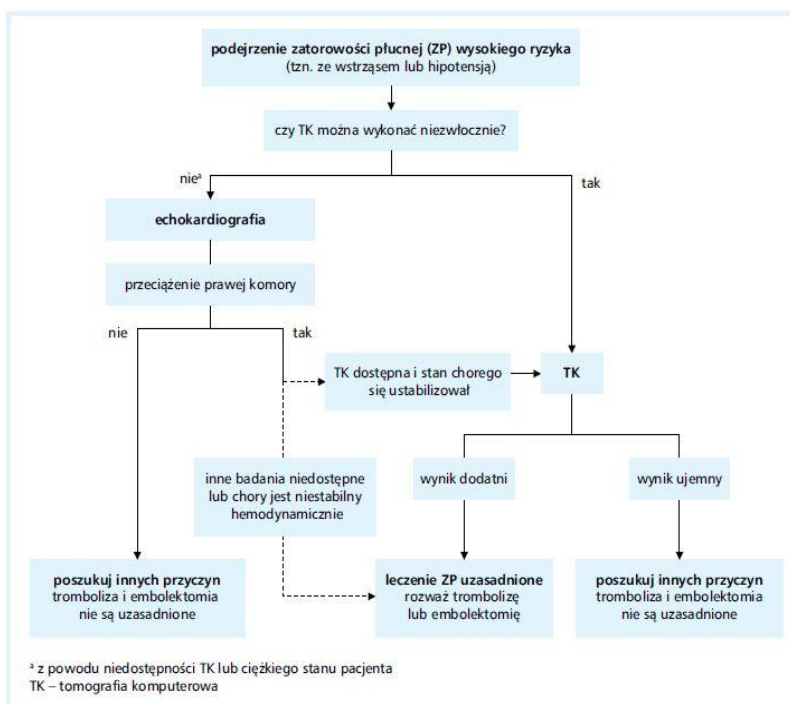 podejrzenie zatorowości płucnej (ZP) wysokiego ryzyka
(tzn. ze wstrząsem lub hipotensją)
czy TK można wykonać niezwłocznie?
nieᵃ
tak
echokardiografia
przeciążenie prawej komory
nie
tak
TK dostępna i stan chorego
się ustabilizował
TK
inne badania niedostępne
lub chory jest niestabilny
hemodynamicznie
wynik dodatni
wynik ujemny
poszukuj innych przyczyn
tromboliza i embolektomia
nie są uzasadnione
leczenie ZP uzasadnione
rozważ trombolizę
lub embolektomię
poszukuj innych przyczyn
tromboliza i embolektomia
nie są uzasadnione
ᵃ z powodu niedostępności TK lub ciężkiego stanu pacjenta
TK – tomografia komputerowa